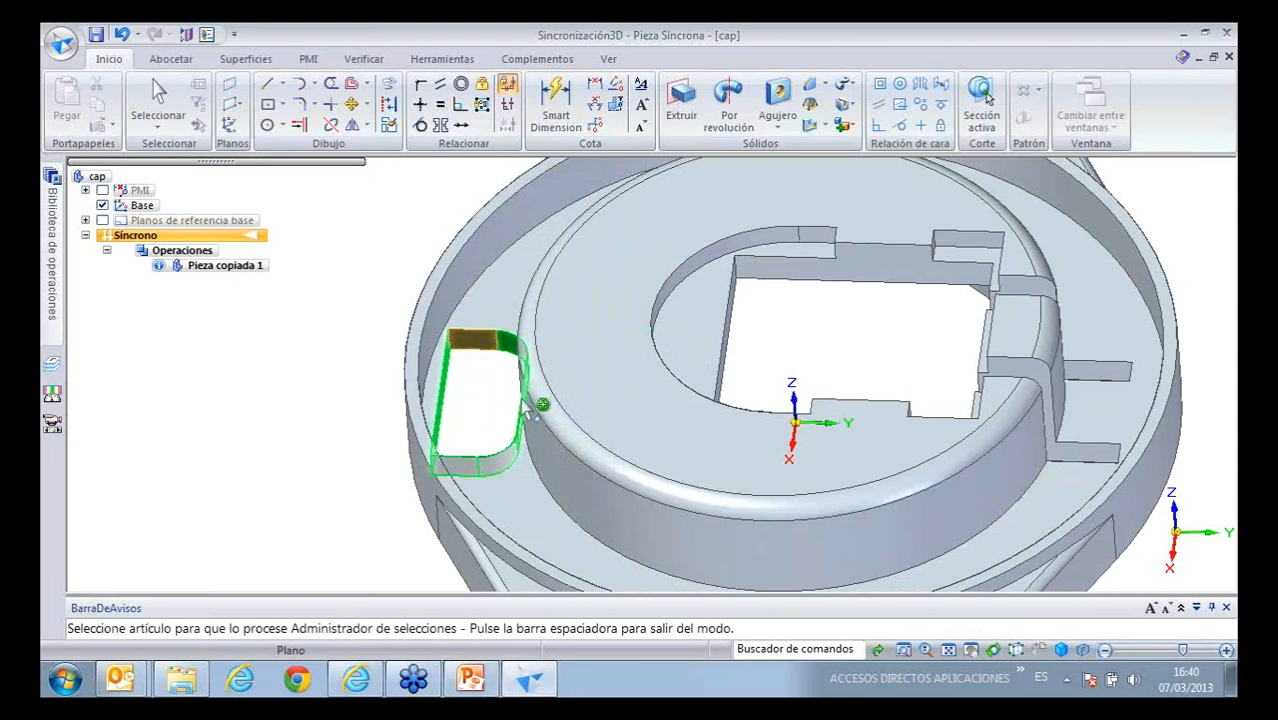 Sincronización3D - Pieza Síncrona - [cap]
Inicio
Abocetar
Superficies
PMI
Verificar
Herramientas
Complementos
Ver
Pegar
Portapapeles
Seleccionar
Seleccionar
Planos
Dibujo
Relacionar
Smart
Dimension
Cota
Extruir
Por
revolución
Agujero
Sólidos
Relación de cara
Sección
activa
Corte
Patrón
Cambiar entre
ventanas
Ventana
Biblioteca de operaciones
cap
PMI
Base
Planos de referencia base
Síncrono
Operaciones
Pieza copiada 1
Z
Y
X
Z
Y
X
BarraDeAvisos
Seleccione artículo para que lo procese Administrador de selecciones - Pulse la barra espaciadora para salir del modo.
Plano
Buscador de comandos
ACCESOS DIRECTOS APLICACIONES
ES
16:40
07/03/2013